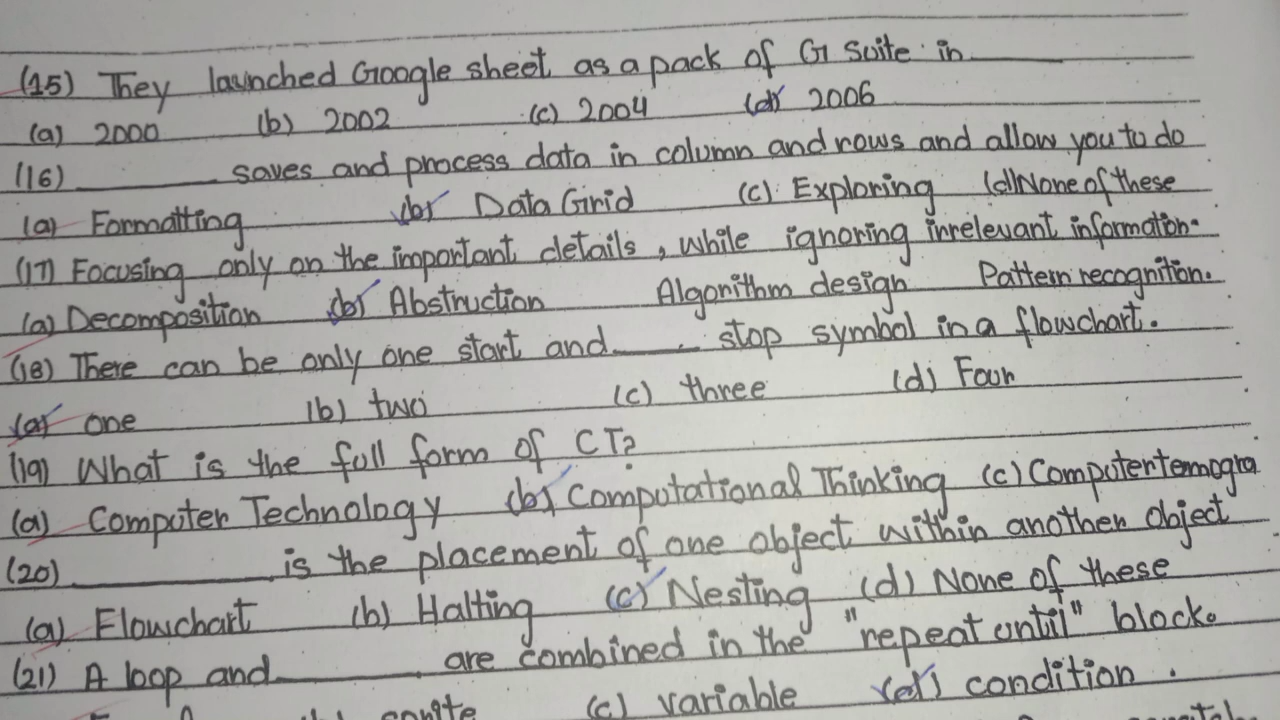 (15) They launched Google sheet as a pack of G suite in
(a) 2000 (b) 2002 (c) 2004 (d) 2006
(16) saves and process data in column and rows and allow you to do
(a) Formatting (b) Data Grid (c) Exploring (d) None of these
(17) Focusing only on the important details, while ignoring irrelevant information.
(a) Decomposition (b) Abstruction Algorithm design Pattern recognition.
(18) There can be only one start and stop symbol in a flowchart.
(a) one (b) two (c) three (d) Four
(19) What is the full form of CT?
(a) Computer Technology (b) Computational Thinking (c) Computertemogra
(20) is the placement of one object within another object
(a) Flowchart (b) Halting (c) Nesting (d) None of these
(21) A loop and are combined in the "repeat until" block.
(c) variable (d) condition.